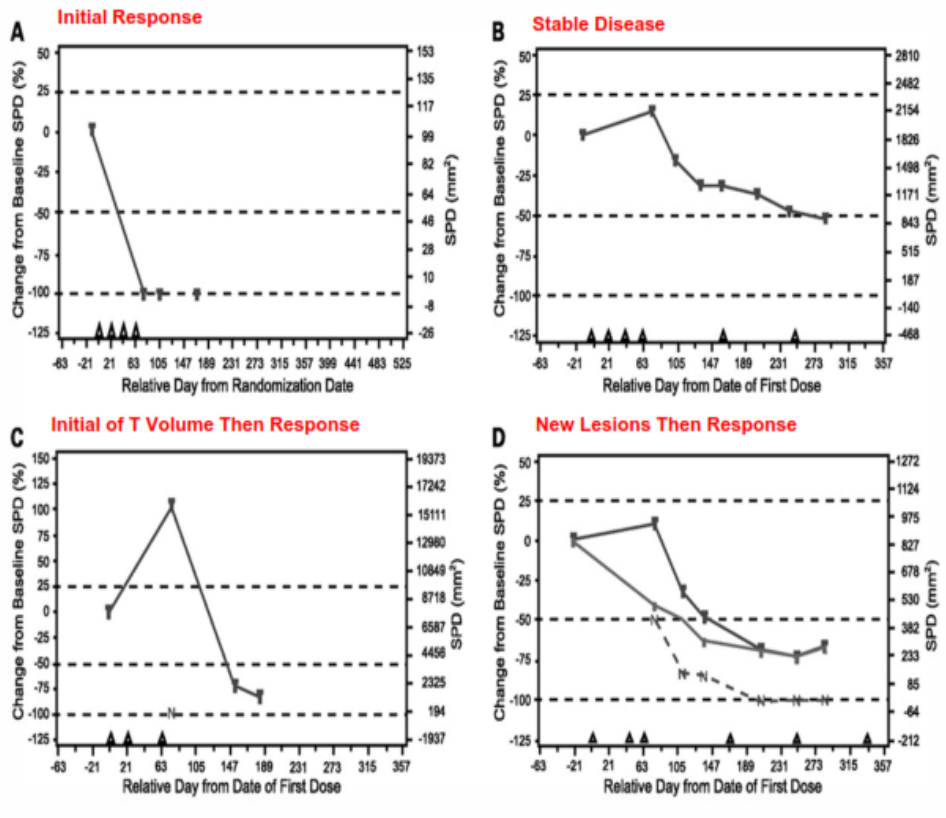 A
Initial Response
50
25
0
-25
-50
-75
-100
-125
Change from Baseline SPD (%)
153
135
117
99
82
64
46
28
10
-8
-26
SPD (mm²)
-63 -21 21 63 105 147 189 231 273 315 357 399 441 483 525
Relative Day from Randomization Date
B
Stable Disease
50
25
0
-25
-50
-75
-100
-125
Change from Baseline SPD (%)
2810
2482
2154
1826
1498
1171
843
515
187
-140
-468
SPD (mm²)
-63 -21 21 63 105 147 189 231 273 315 357
Relative Day from Date of First Dose
C
Initial of T Volume Then Response
150
125
100
75
50
25
0
-25
-50
-75
-100
-125
Change from Baseline SPD (%)
N
19373
17242
15111
12980
10849
8718
6587
4456
2325
194
-1937
SPD (mm²)
-63 -21 21 63 105 147 189 231 273 315 357
Relative Day from Date of First Dose
D
New Lesions Then Response
50
25
0
-25
-50
-75
-100
-125
Change from Baseline SPD (%)
N
N N
N N N
1272
1124
975
827
678
530
382
233
85
-64
-212
SPD (mm²)
-63 -21 21 63 105 147 189 231 273 315 357
Relative Day from Date of First Dose